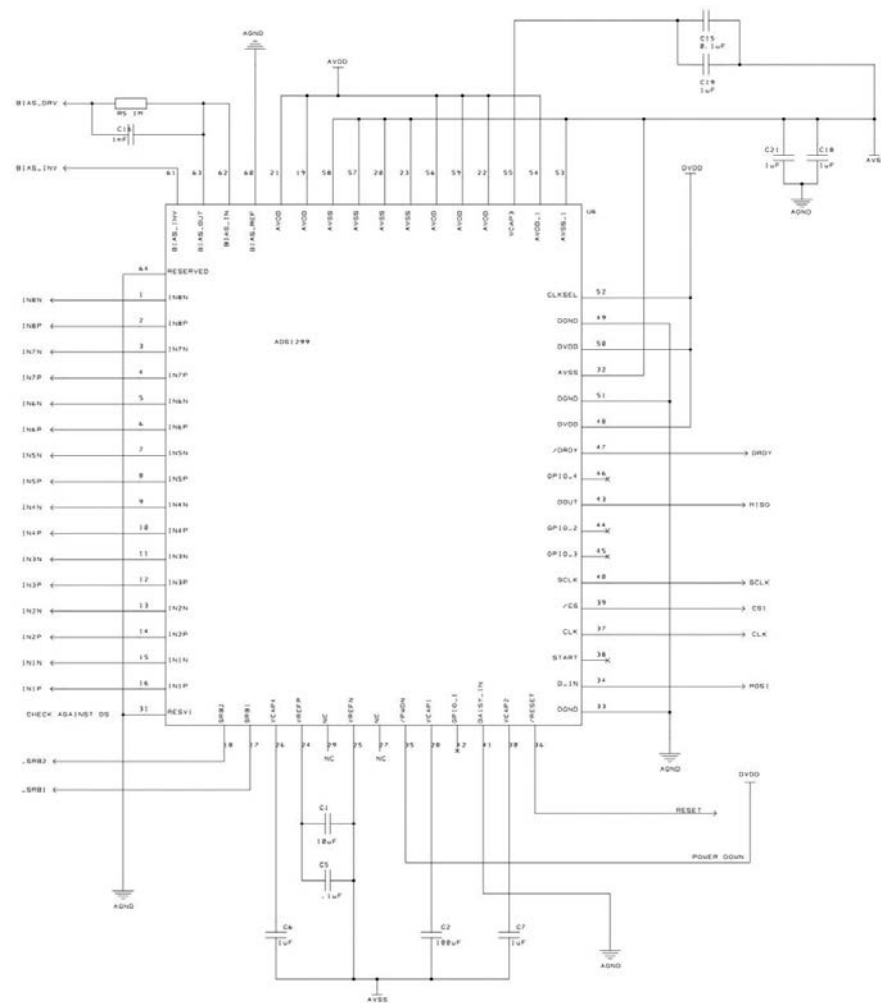 AGND
C15
0.1uF
C19
1uF
AVDD
BIAS_DRV
R5 1M
C16
1nF
BIAS_INV
61
63
62
60
21
19
58
57
20
23
56
59
22
55
54
53
C21
1uF
C18
1uF
AVS
DVDD
AGND
BIAS_INV
BIAS_OUT
BIAS_IN
BIAS_REF
AVDD
AVDD
AVSS
AVSS
AVSS
AVSS
AVDD
AVDD
AVDD
VCAP3
AVDD_1
AVSS_1
U6
64
RESERVED
IN8N
1
IN8N
CLKSEL
52
IN8P
2
IN8P
DGND
49
ADS1299
IN7N
3
IN7N
DVDD
50
IN7P
4
IN7P
AVSS
32
IN6N
5
IN6N
DGND
51
IN6P
6
IN6P
DVDD
48
IN5N
7
IN5N
/DRDY
47
DRDY
IN5P
8
IN5P
GPIO_4
46
IN4N
9
IN4N
DOUT
43
MISO
IN4P
10
IN4P
GPIO_2
44
IN3N
11
IN3N
GPIO_3
45
IN3P
12
IN3P
SCLK
40
SCLK
IN2N
13
IN2N
/CS
39
CS1
IN2P
14
IN2P
CLK
37
CLK
IN1N
15
IN1N
START
38
IN1P
16
IN1P
D_IN
34
MOSI
CHECK AGAINST DS
31
RESV1
DGND
33
SRB2
SRB1
VCAP4
VREFP
NC
VREFN
NC
/PWDN
VCAP1
GPIO_1
DAIST_IN
VCAP2
/RESET
18
17
26
24
29
25
27
35
28
42
41
30
36
NC
NC
AGND
_SRB2
DVDD
_SRB1
C1
10uF
RESET
POWER DOWN
C5
.1uF
AGND
C6
1uF
C2
100uF
C7
1uF
AGND
AVSS